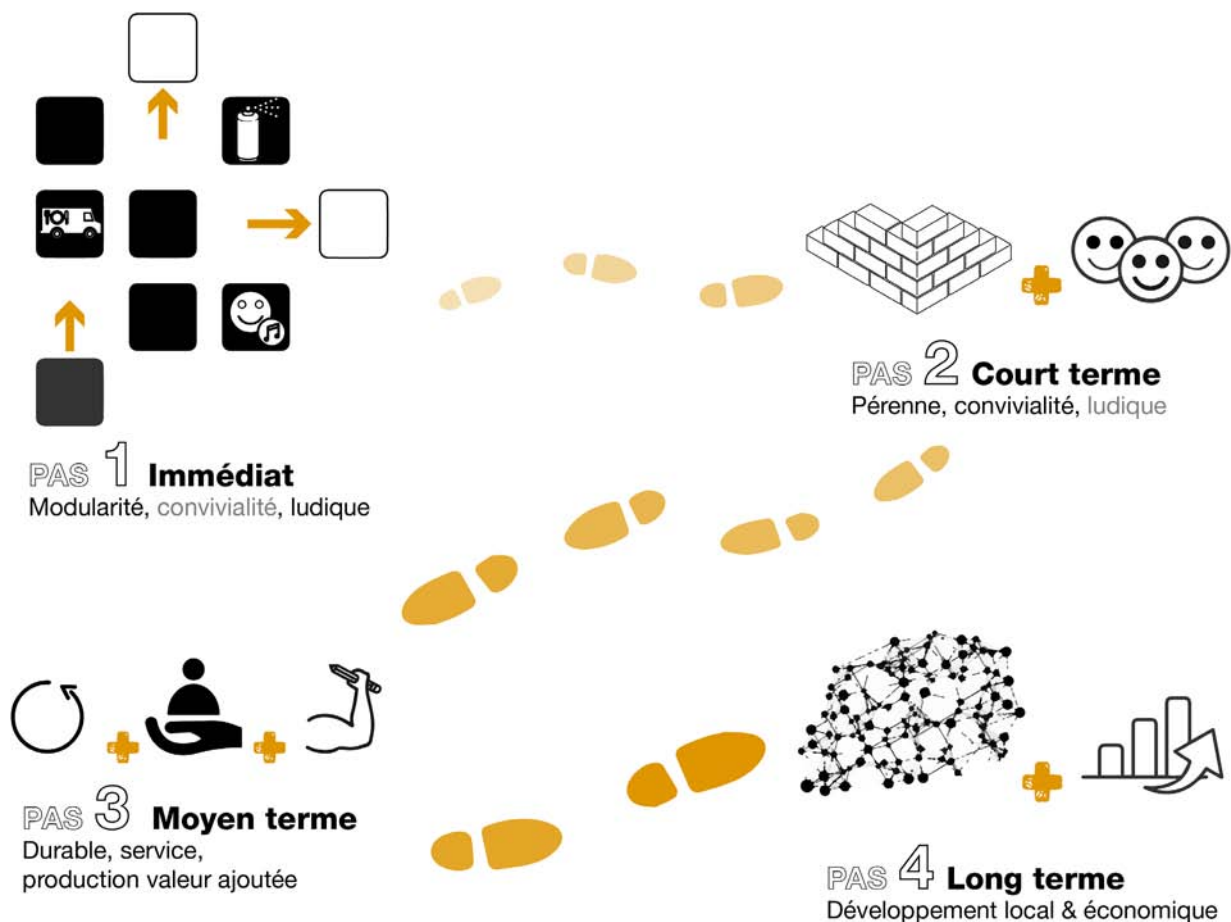 PAS 1 Immédiat
Modularité, convivialité, ludique
PAS 2 Court terme
Pérenne, convivialité, ludique
PAS 3 Moyen terme
Durable, service,
production valeur ajoutée
PAS 4 Long terme
Développement local & économique